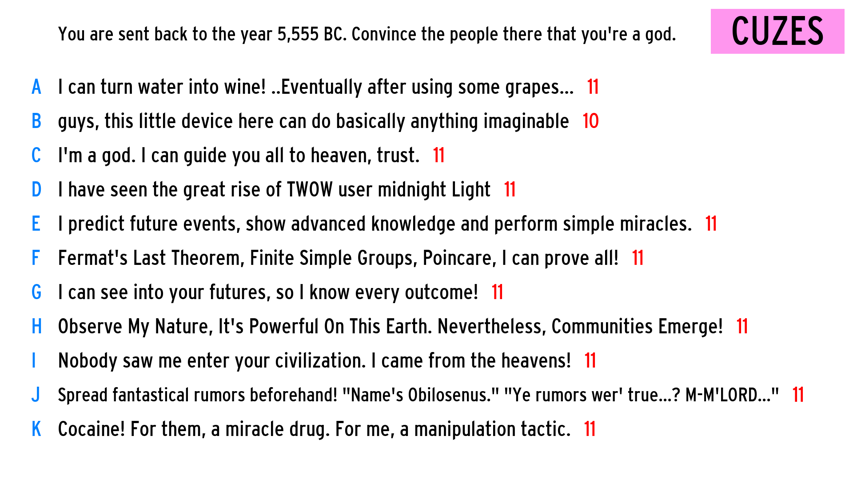 You are sent back to the year 5,555 BC. Convince the people there that you're a god.
CUZES
A I can turn water into wine! ..Eventually after using some grapes... 11
B guys, this little device here can do basically anything imaginable 10
C I'm a god. I can guide you all to heaven, trust. 11
D I have seen the great rise of TWOW user midnight Light 11
E I predict future events, show advanced knowledge and perform simple miracles. 11
F Fermat's Last Theorem, Finite Simple Groups, Poincare, I can prove all! 11
G I can see into your futures, so I know every outcome! 11
H Observe My Nature, It's Powerful On This Earth. Nevertheless, Communities Emerge! 11
I Nobody saw me enter your civilization. I came from the heavens! 11
J Spread fantastical rumors beforehand! "Name's Obilosenus." "Ye rumors wer' true...? M-M'LORD..." 11
K Cocaine! For them, a miracle drug. For me, a manipulation tactic. 11